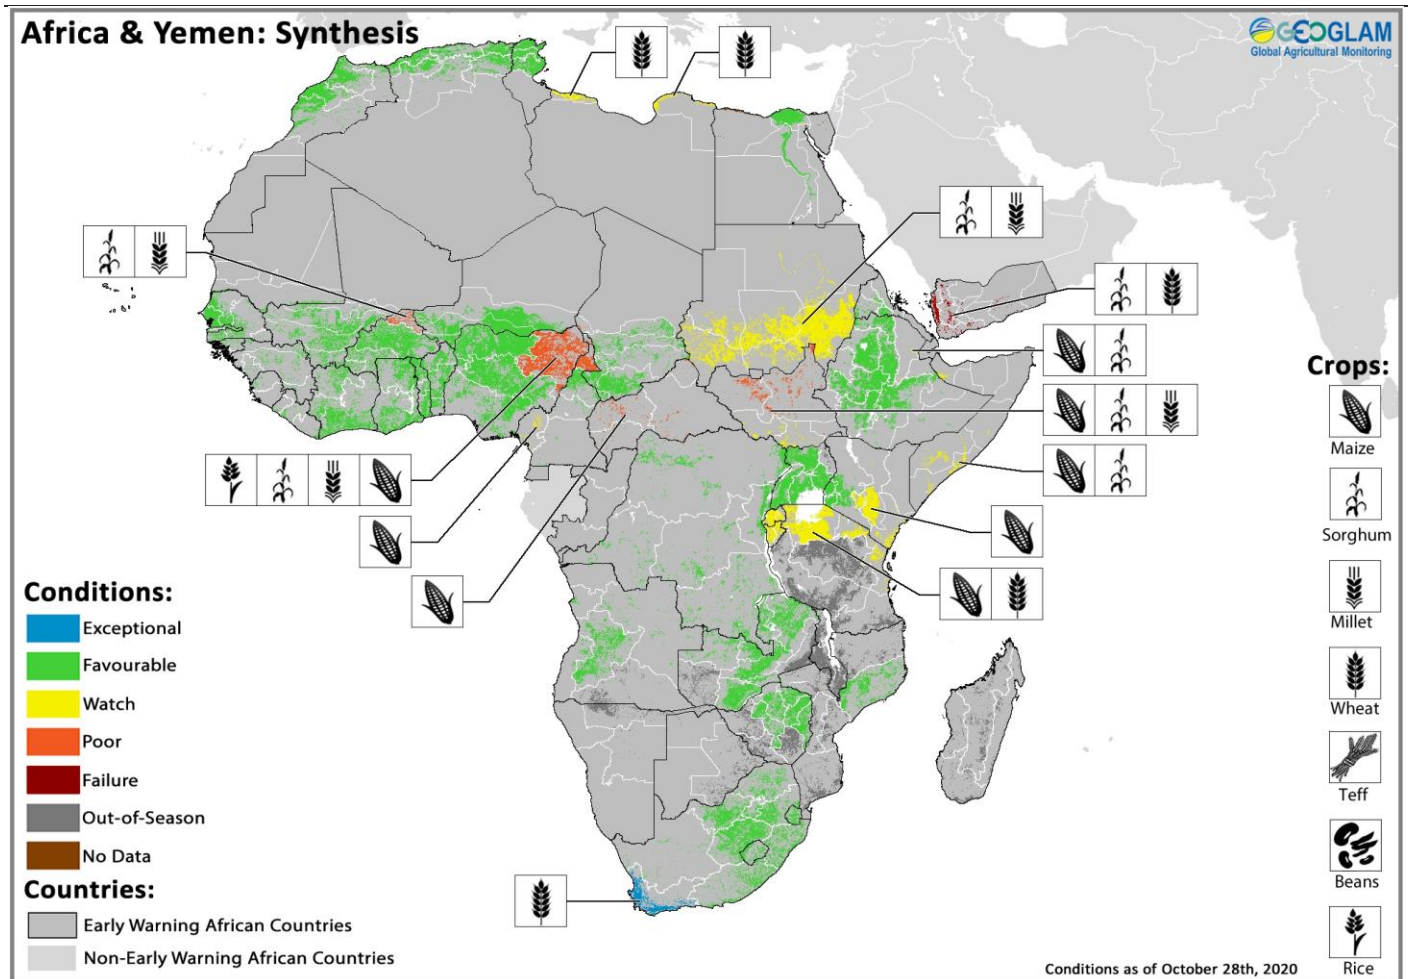 Africa & Yemen: Synthesis
GEOGLAM
Global Agricultural Monitoring
Crops:
Maize
Sorghum
Millet
Wheat
Teff
Beans
Rice
Conditions:
Exceptional
Favourable
Watch
Poor
Failure
Out-of-Season
No Data
Countries:
Early Warning African Countries
Non-Early Warning African Countries
Conditions as of October 28th, 2020